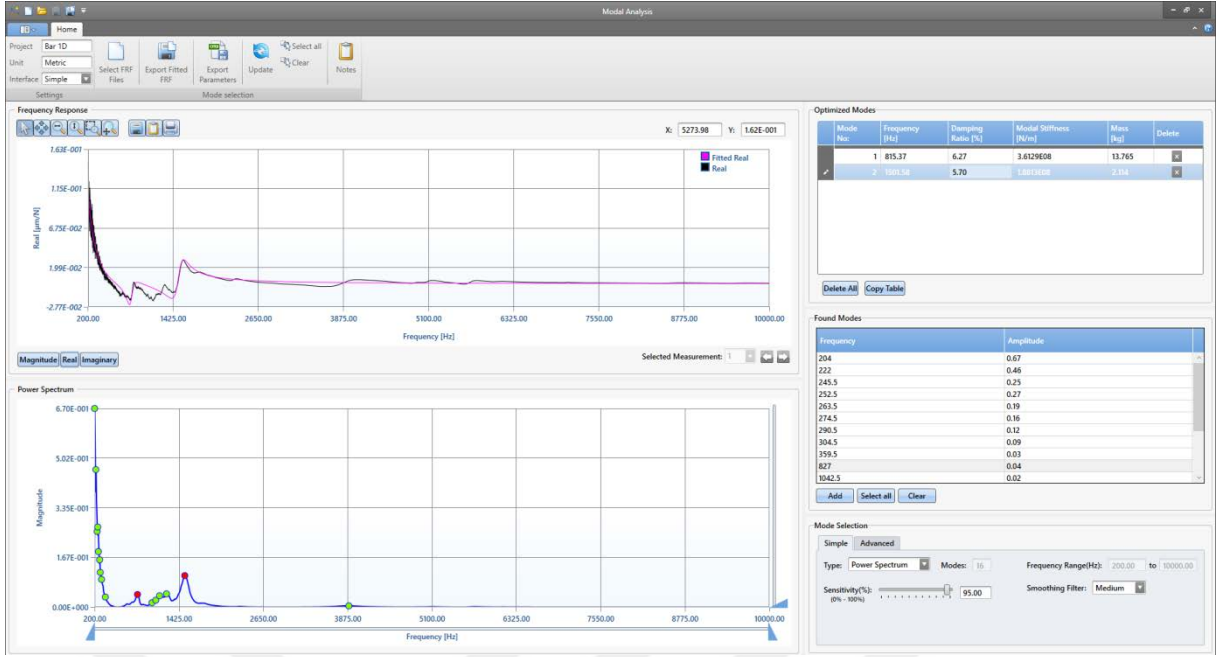 Modal Analysis
Home
Project Bar 1D
Unit Metric
Interface Simple
Select FRF Files
Export Fitted FRF
Export Parameters
Update
Select all
Clear
Notes
Settings
Mode selection
Frequency Response
X: 5273.98 Y: 1.62E-001
Fitted Real
Real
1.63E-001
1.15E-001
6.75E-002
1.99E-002
-2.77E-002
Real [µm/N]
200.00 1425.00 2650.00 3875.00 5100.00 6325.00 7550.00 8775.00 10000.00
Frequency [Hz]
Magnitude Real Imaginary
Selected Measurement: 1
Power Spectrum
6.70E-001
5.02E-001
3.35E-001
1.67E-001
0.00E+000
Magnitude
200.00 1425.00 2650.00 3875.00 5100.00 6325.00 7550.00 8775.00 10000.00
Frequency [Hz]
Optimized Modes
Mode No: Frequency [Hz] Damping Ratio [%] Modal Stiffness [N/m] Mass [kg] Delete
1 815.37 6.27 3.6129E08 13.765
2 5.70
Delete All Copy Table
Found Modes
Frequency Amplitude
204 0.67
222 0.46
245.5 0.25
252.5 0.27
263.5 0.19
274.5 0.16
290.5 0.12
304.5 0.09
359.5 0.03
827 0.04
1042.5 0.02
Add Select all Clear
Mode Selection
Simple Advanced
Type: Power Spectrum Modes: 16 Frequency Range(Hz): 200.00 to 10000.00
Sensitivity(%): 95.00 Smoothing Filter: Medium
(0% - 100%)